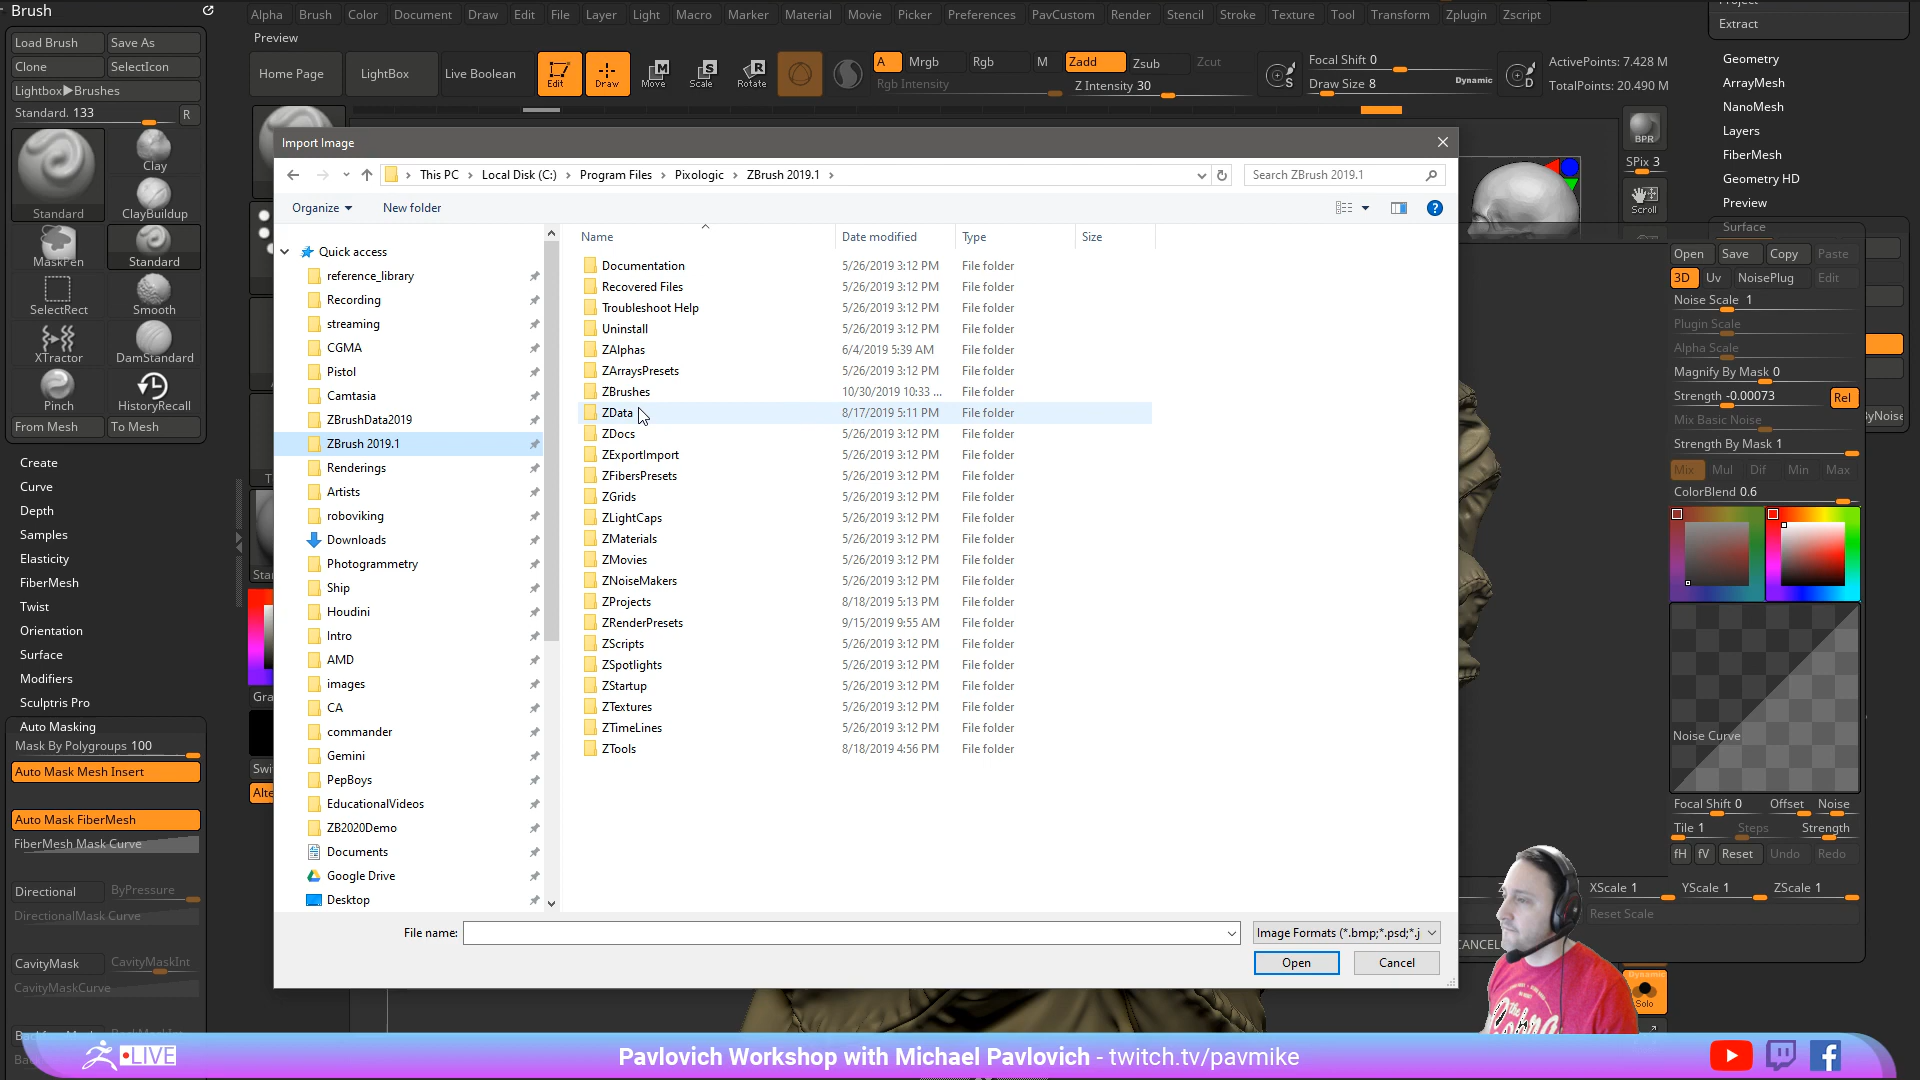 Brush
Load Brush Save As
Clone SelectIcon
Lightbox▶Brushes
Standard. 133 R
Standard
Clay
ClayBuildup
MaskPen
Standard
SelectRect
Smooth
XTractor
DamStandard
Pinch
HistoryRecall
From Mesh To Mesh
Create
Curve
Depth
Samples
Elasticity
FiberMesh
Twist
Orientation
Surface
Modifiers
Sculptris Pro
Auto Masking
Mask By Polygroups 100
Auto Mask Mesh Insert
Auto Mask FiberMesh
FiberMesh Mask Curve
Directional ByPressure
DirectionalMask Curve
CavityMask CavityMaskInt
CavityMaskCurve
Alpha Brush Color Document Draw Edit File Layer Light Macro Marker Material Movie Picker Preferences PavCustom Render Stencil Stroke Texture Tool Transform Zplugin Zscript
Preview
Home Page LightBox Live Boolean Edit Draw Move Scale Rotate
A Mrgb Rgb M Zadd Zsub Zcut
Rgb Intensity Z Intensity 30
Focal Shift 0
Draw Size 8 Dynamic
S
D
ActivePoints: 7.428 M
TotalPoints: 20.490 M
Import Image
This PC Local Disk (C:) Program Files Pixologic ZBrush 2019.1
Search ZBrush 2019.1
Organize New folder
Name Date modified Type Size
Quick access
reference_library
Recording
streaming
CGMA
Pistol
Camtasia
ZBrushData2019
ZBrush 2019.1
Renderings
Artists
roboviking
Downloads
Photogrammetry
Ship
Houdini
Intro
AMD
images
CA
commander
Gemini
PepBoys
EducationalVideos
ZB2020Demo
Documents
Google Drive
Desktop
Documentation 5/26/2019 3:12 PM File folder
Recovered Files 5/26/2019 3:12 PM File folder
Troubleshoot Help 5/26/2019 3:12 PM File folder
Uninstall 5/26/2019 3:12 PM File folder
ZAlphas 6/4/2019 5:39 AM File folder
ZArraysPresets 5/26/2019 3:12 PM File folder
ZBrushes 10/30/2019 10:33 ... File folder
ZData 8/17/2019 5:11 PM File folder
ZDocs 5/26/2019 3:12 PM File folder
ZExportImport 5/26/2019 3:12 PM File folder
ZFibersPresets 5/26/2019 3:12 PM File folder
ZGrids 5/26/2019 3:12 PM File folder
ZLightCaps 5/26/2019 3:12 PM File folder
ZMaterials 5/26/2019 3:12 PM File folder
ZMovies 5/26/2019 3:12 PM File folder
ZNoiseMakers 5/26/2019 3:12 PM File folder
ZProjects 8/18/2019 5:13 PM File folder
ZRenderPresets 9/15/2019 9:55 AM File folder
ZScripts 5/26/2019 3:12 PM File folder
ZSpotlights 5/26/2019 3:12 PM File folder
ZStartup 5/26/2019 3:12 PM File folder
ZTextures 5/26/2019 3:12 PM File folder
ZTimeLines 5/26/2019 3:12 PM File folder
ZTools 8/18/2019 4:56 PM File folder
File name: Image Formats (*.bmp;*.psd;*.j
Open Cancel
BPR
SPix 3
Scroll
Extract
Geometry
ArrayMesh
NanoMesh
Layers
FiberMesh
Geometry HD
Preview
Surface
Open Save Copy Paste
3D Uv NoisePlug Edit
Noise Scale 1
Plugin Scale
Alpha Scale
Magnify By Mask 0
Strength -0.00073 Rel
Mix Basic Noise
Strength By Mask 1
Mix Mul Dif Min Max
ColorBlend 0.6
Noise Curve
Focal Shift 0 Offset Noise
Tile 1 Steps Strength
fH fV Reset Undo Redo
XScale 1 YScale 1 ZScale 1
Reset Scale
Dynamic
Solo
LIVE
Pavlovich Workshop with Michael Pavlovich - twitch.tv/pavmike